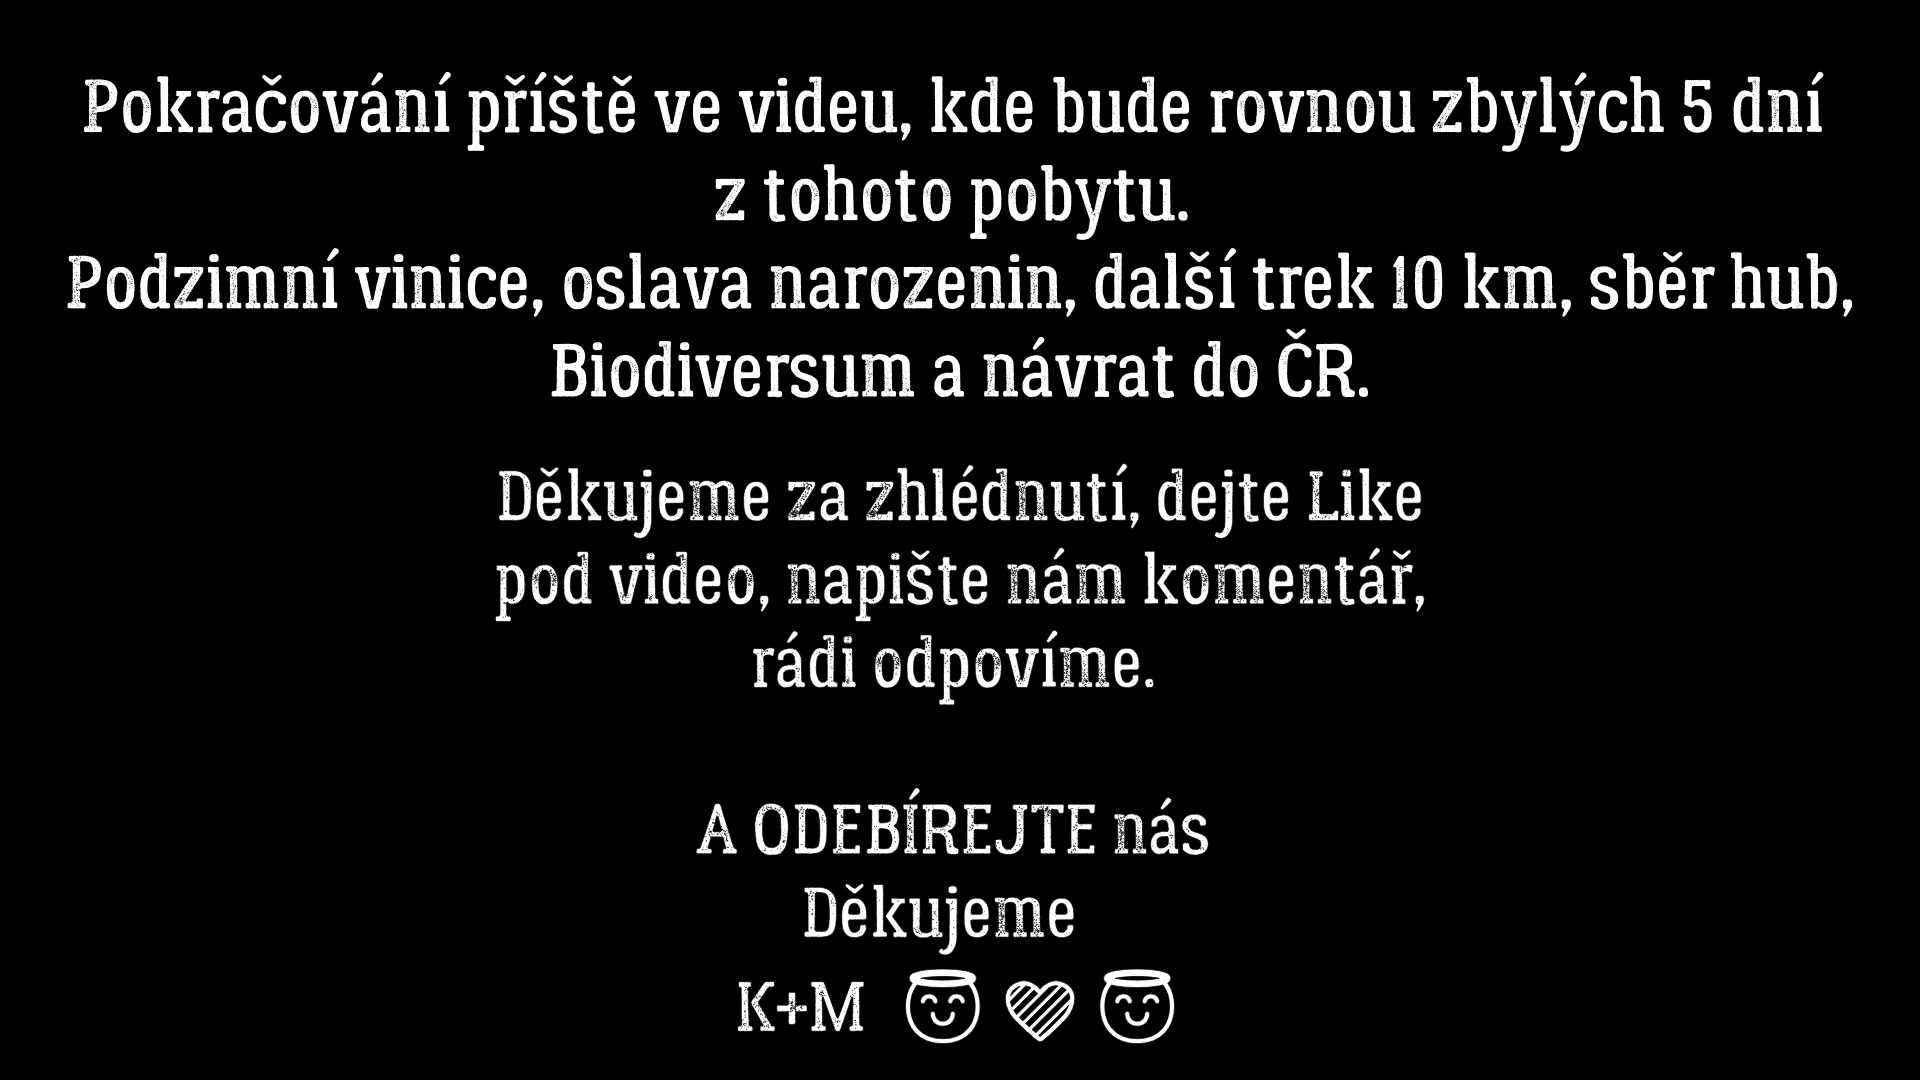 Pokračování příště ve videu, kde bude rovnou zbylých 5 dní
z tohoto pobytu.
Podzimní vinice, oslava narozenin, další trek 10 km, sběr hub,
Biodiversum a návrat do ČR.
Děkujeme za zhlédnutí, dejte Like
pod video, napište nám komentář,
rádi odpovíme.
A ODEBÍREJTE nás
Děkujeme
K+M